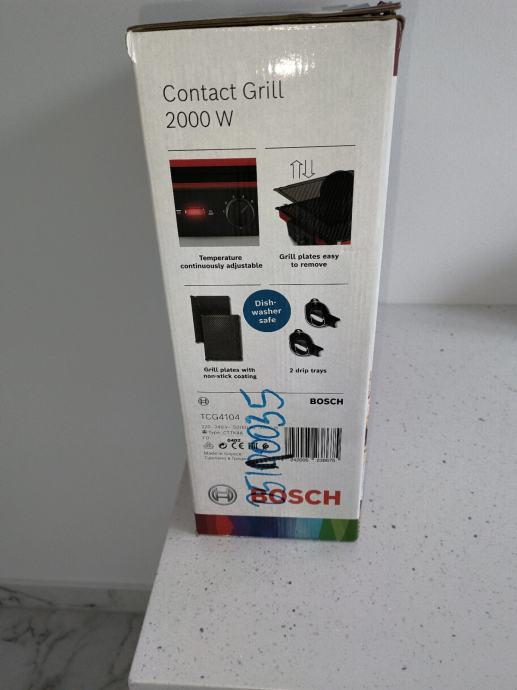 Contact Grill
2000 W
Temperature
continuously adjustable
Grill plates easy
to remove
Dish-
washer
safe
Grill plates with
non-stick coating
2 drip trays
BOSCH
TCG4104
Made in Greece
BOSCH